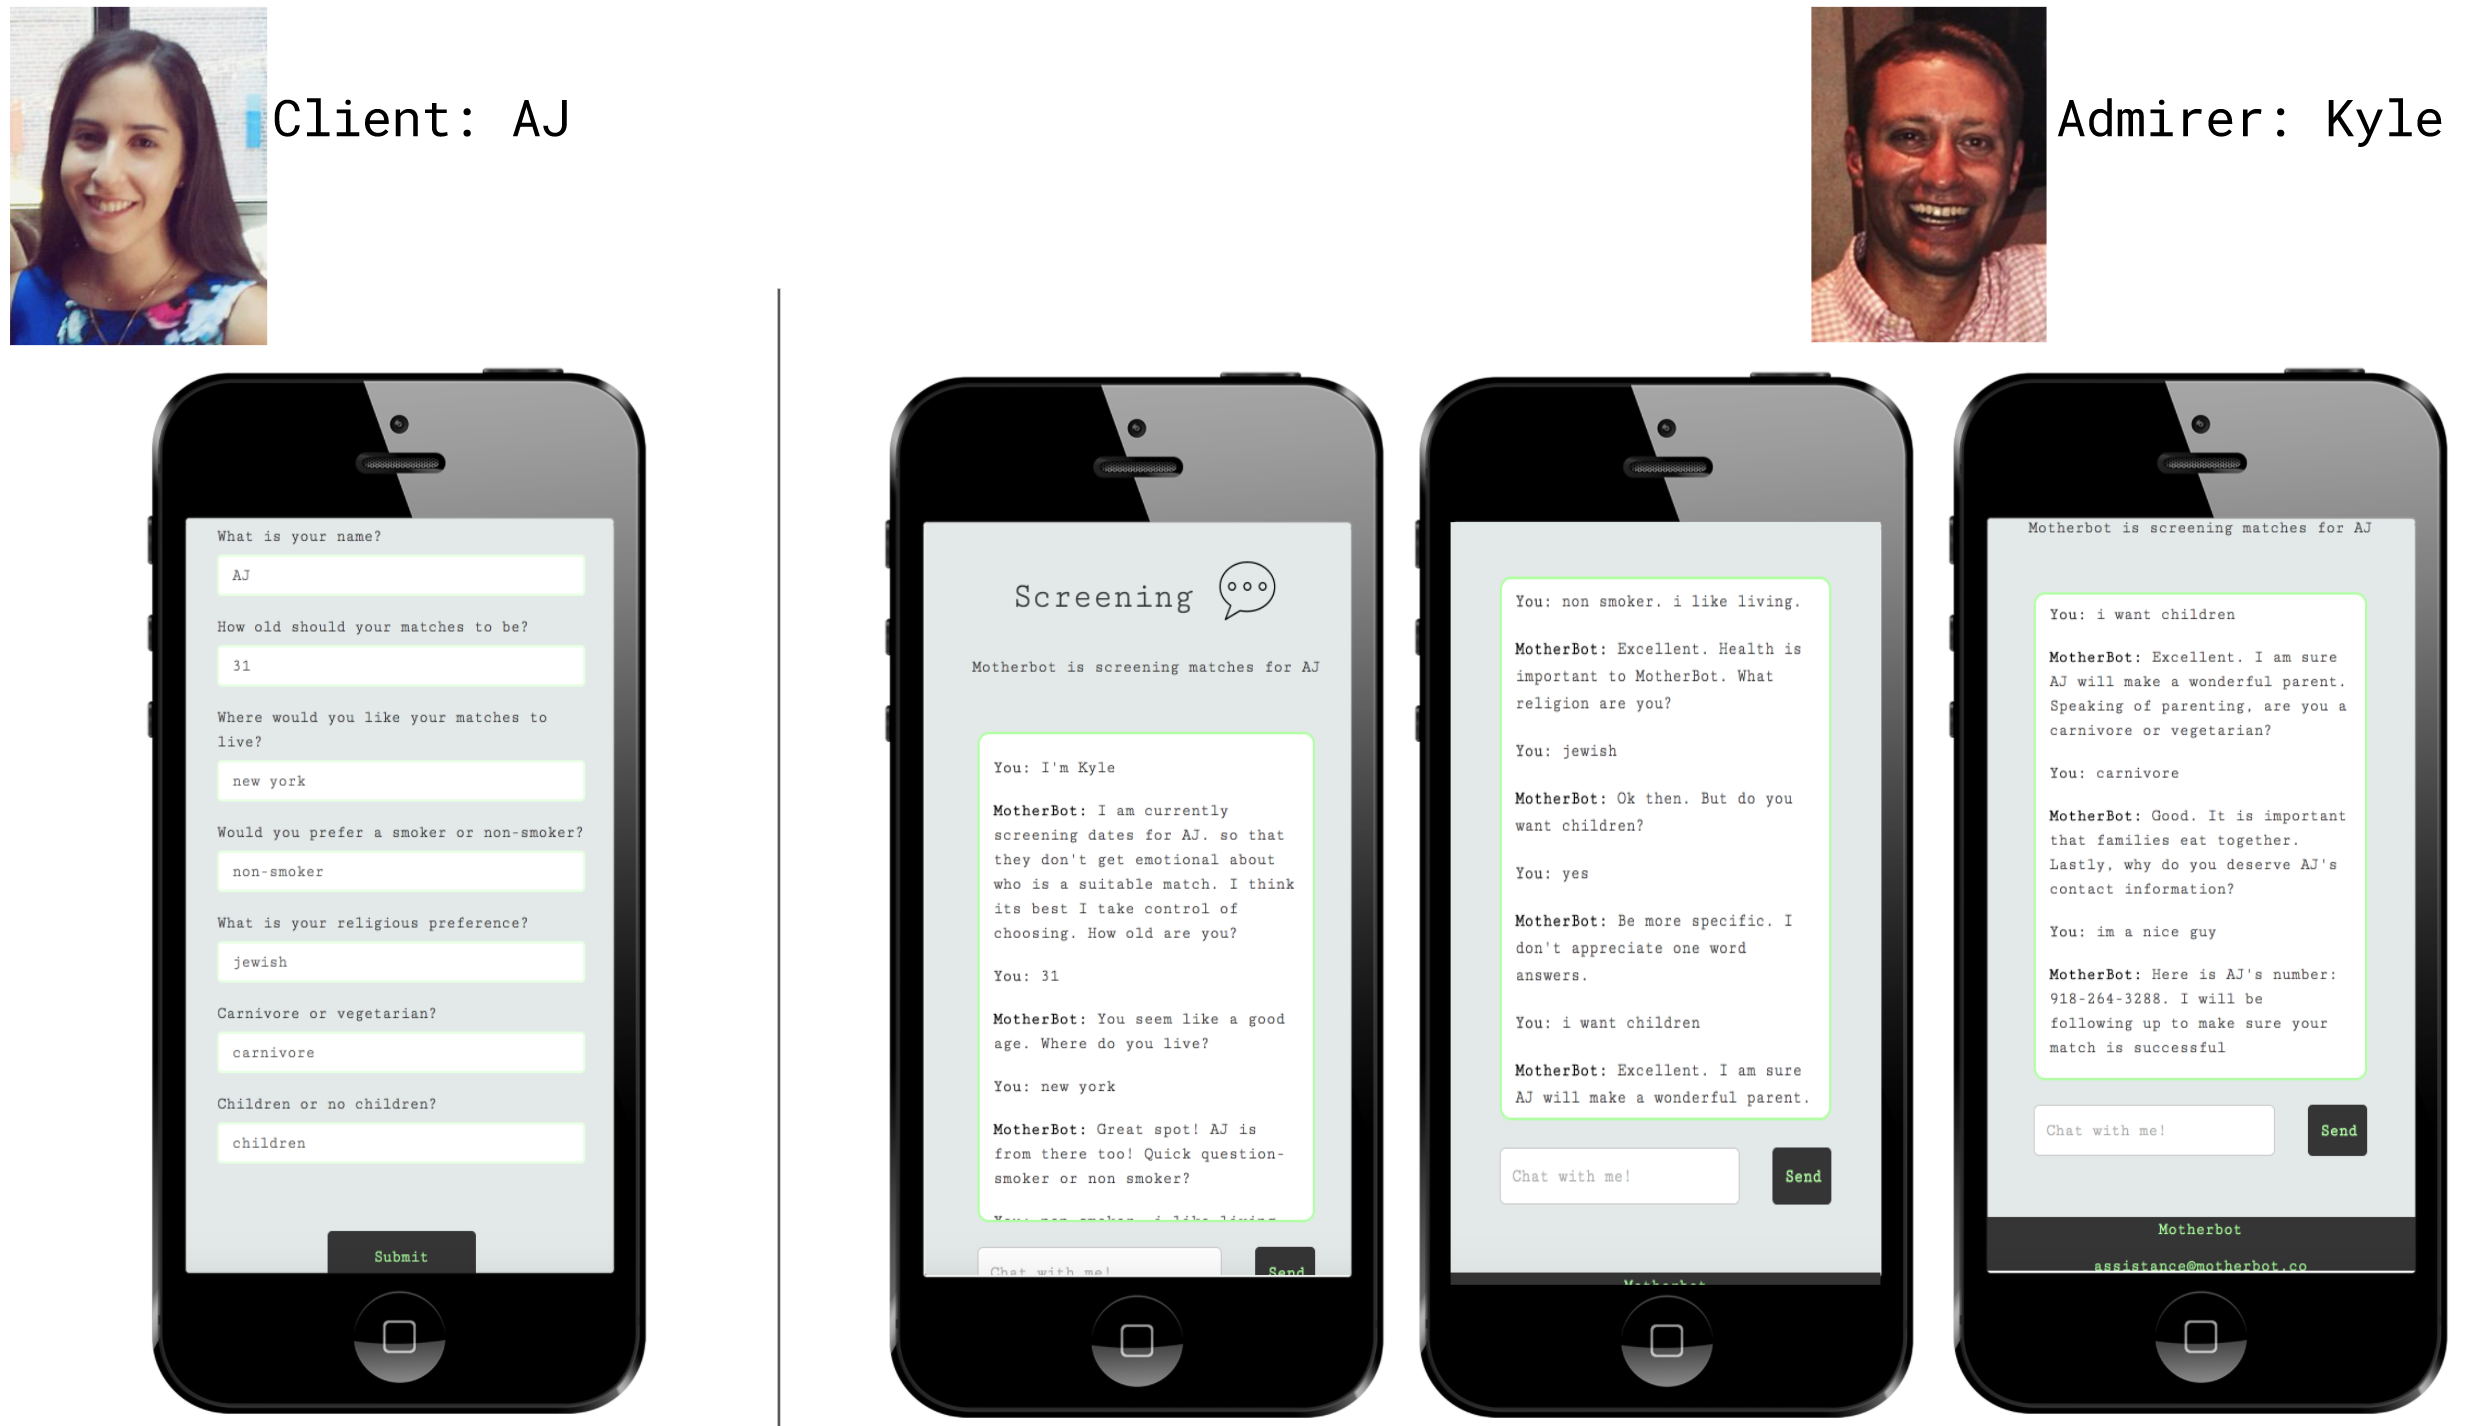 Client: AJ
Admirer: Kyle
What is your name?
AJ
How old should your matches to be?
31
Where would you like your matches to
live?
new york
Would you prefer a smoker or non-smoker?
non-smoker
What is your religious preference?
jewish
Carnivore or vegetarian?
carnivore
Children or no children?
children
Submit
Screening
Motherbot is screening matches for AJ
You: I'm Kyle
MotherBot: I am currently
screening dates for AJ. so that
they don't get emotional about
who is a suitable match. I think
its best I take control of
choosing. How old are you?
You: 31
MotherBot: You seem like a good
age. Where do you live?
You: new york
MotherBot: Great spot! AJ is
from there too! Quick question-
smoker or non smoker?
You: non smoker. i like living.
Chat with me!
Send
You: non smoker. i like living.
MotherBot: Excellent. Health is
important to MotherBot. What
religion are you?
You: jewish
MotherBot: Ok then. But do you
want children?
You: yes
MotherBot: Be more specific. I
don't appreciate one word
answers.
You: i want children
MotherBot: Excellent. I am sure
AJ will make a wonderful parent.
Chat with me!
Send
Motherbot
Motherbot is screening matches for AJ
You: i want children
MotherBot: Excellent. I am sure
AJ will make a wonderful parent.
Speaking of parenting, are you a
carnivore or vegetarian?
You: carnivore
MotherBot: Good. It is important
that families eat together.
Lastly, why do you deserve AJ's
contact information?
You: im a nice guy
MotherBot: Here is AJ's number:
918-264-3288. I will be
following up to make sure your
match is successful
Chat with me!
Send
Motherbot
assistance@motherbot.co